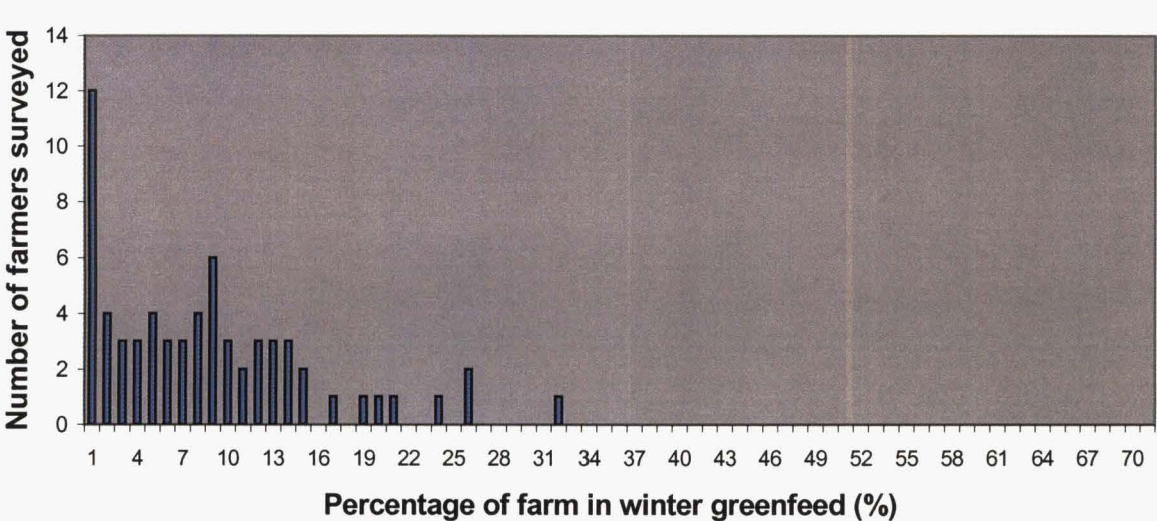 Number of farmers surveyed
14
12
10
8
6
4
2
0
1 4 7 10 13 16 19 22 25 28 31 34 37 40 43 46 49 52 55 58 61 64 67 70
Percentage of farm in winter greenfeed (%)